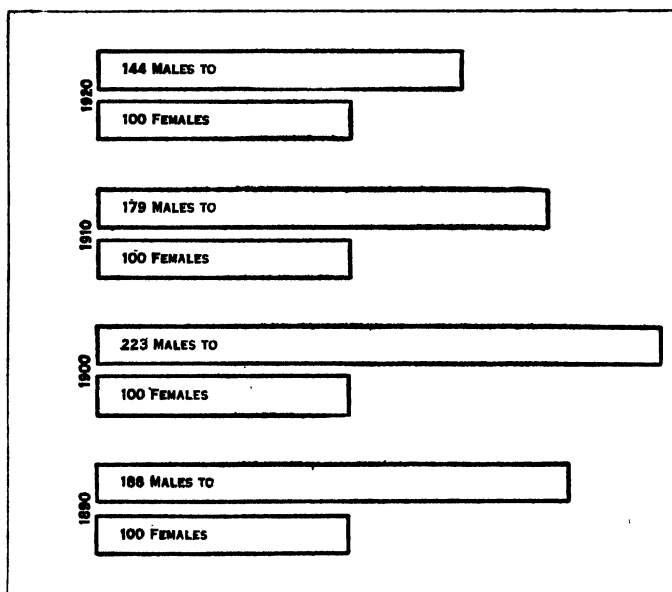 1920
144 MALES TO
100 FEMALES
1910
179 MALES TO
100 FEMALES
1900
223 MALES TO
100 FEMALES
1890
188 MALES TO
100 FEMALES